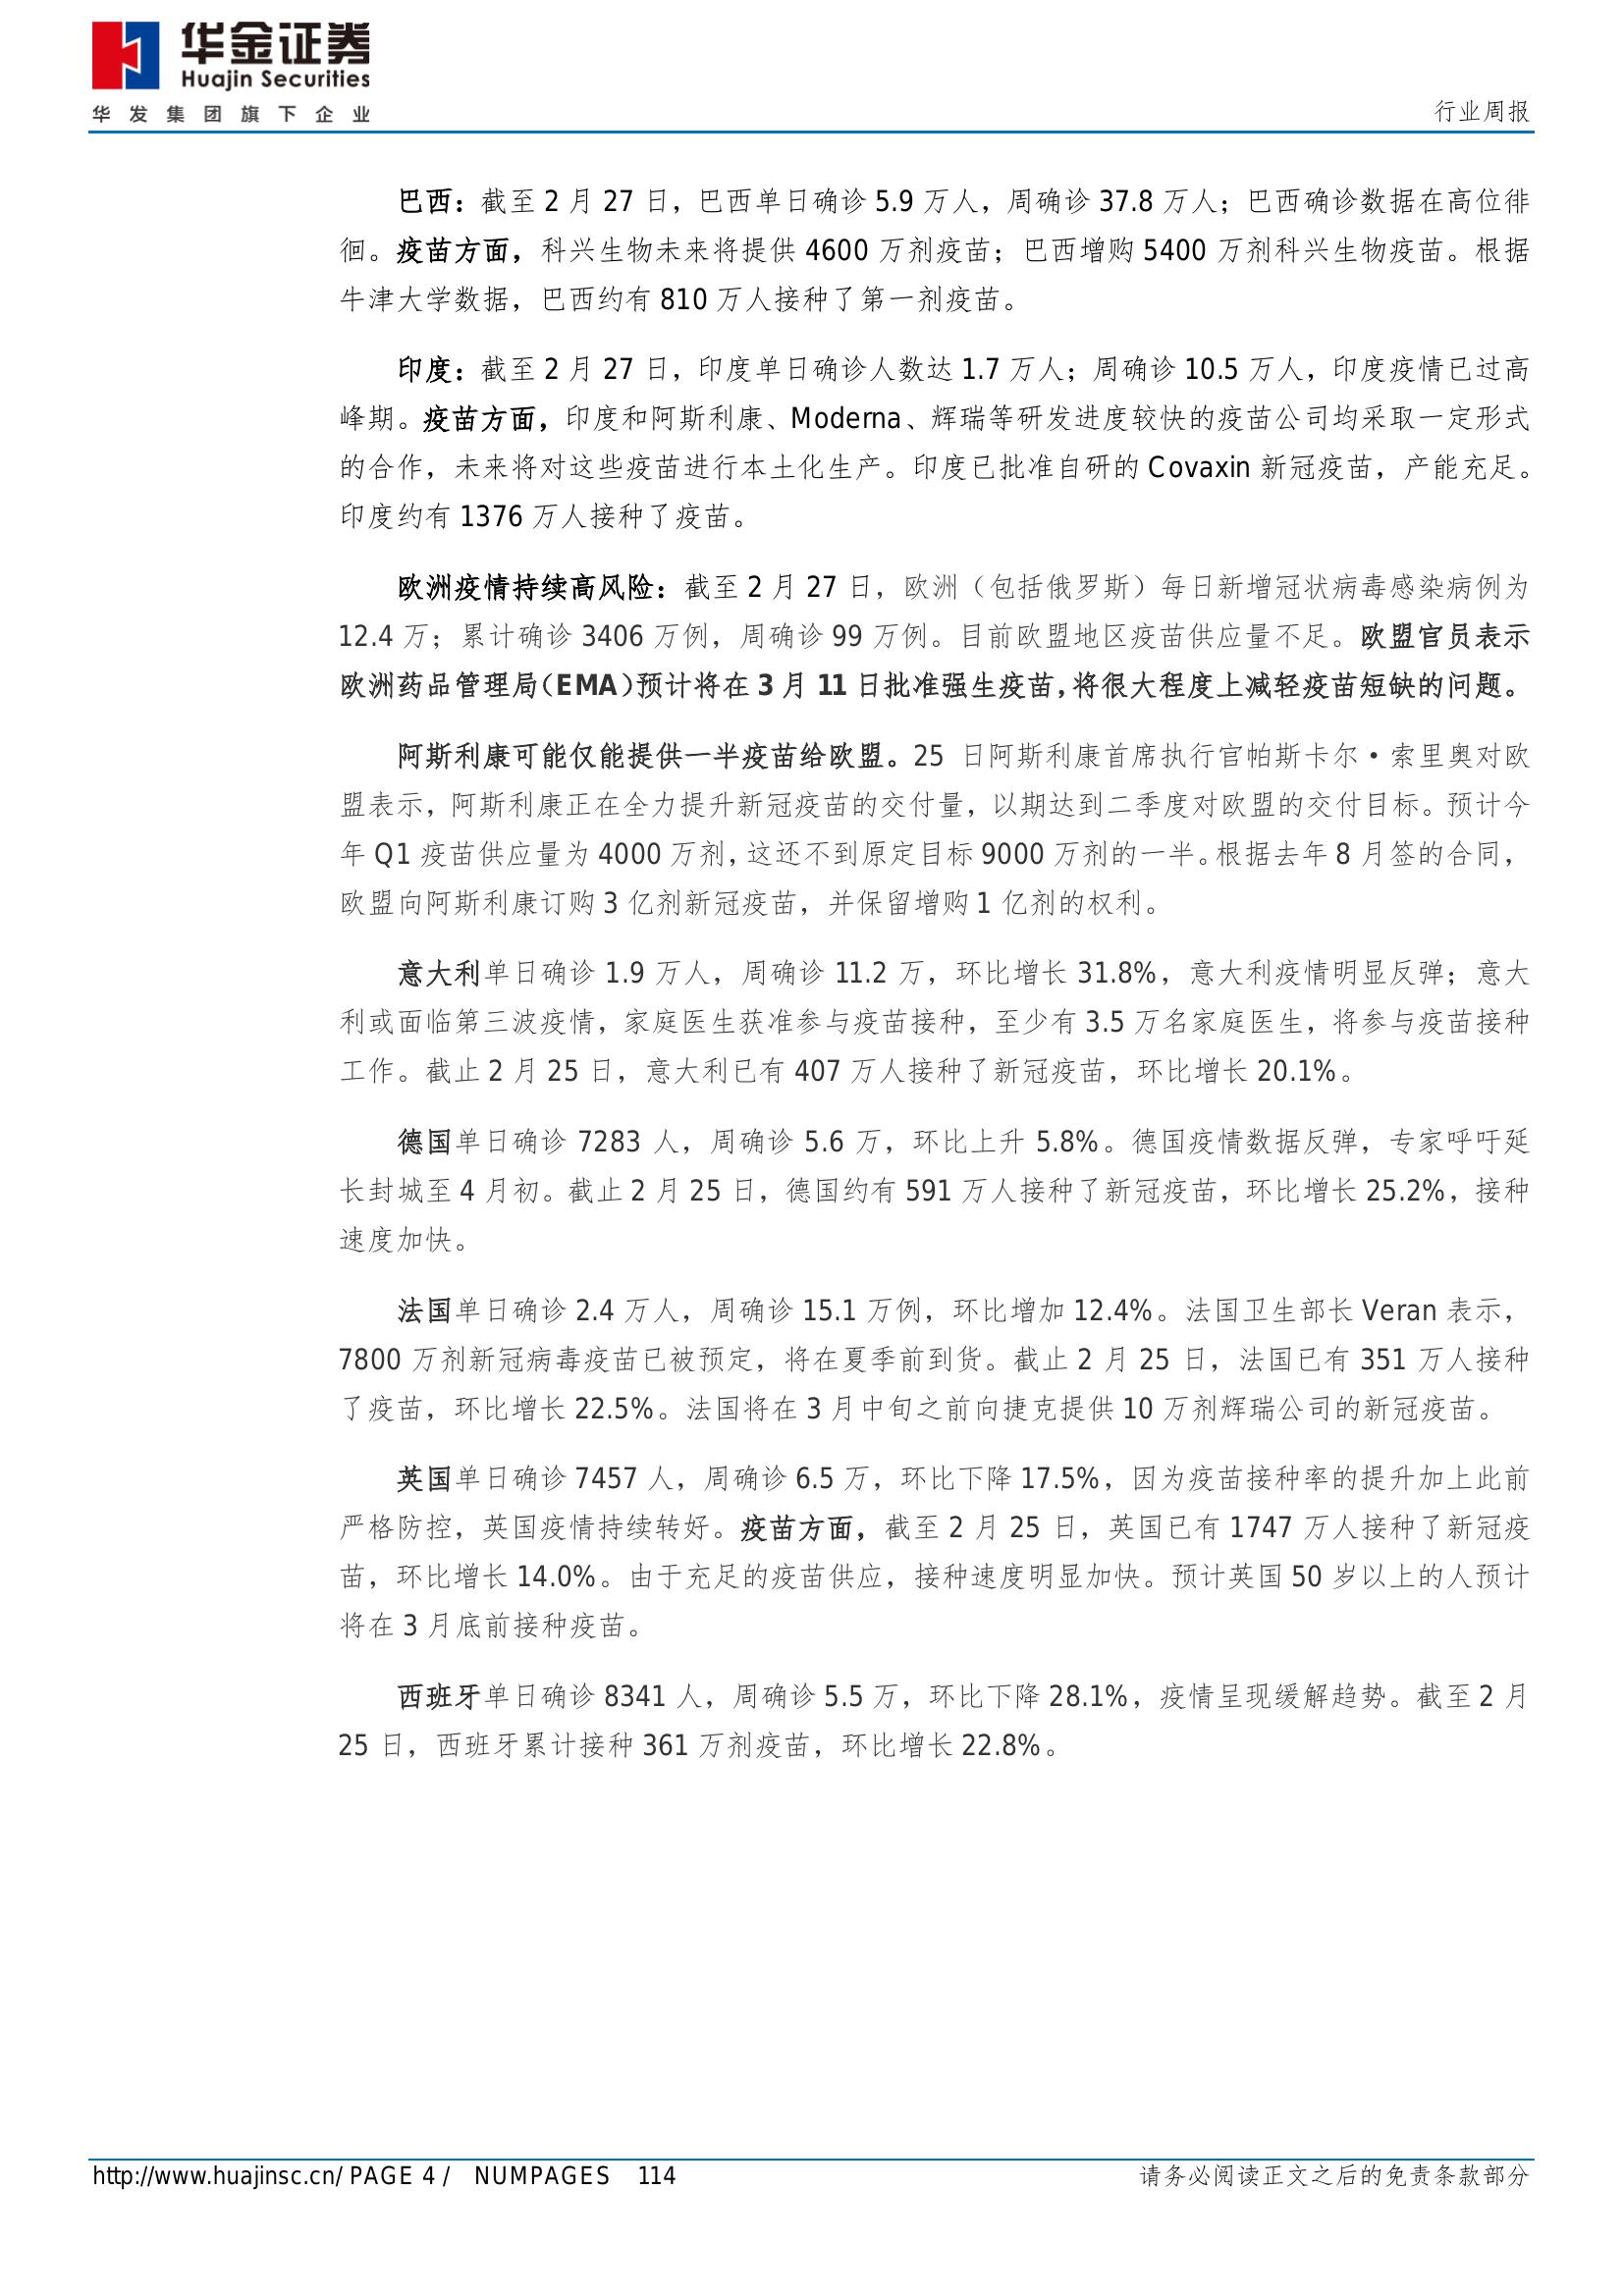 华金证券
Huajin Securities
华发集团旗下企业
行业周报
巴西：截至 2 月 27 日，巴西单日确诊 5.9 万人，周确诊 37.8 万人；巴西确诊数据在高位徘
徊。疫苗方面，科兴生物未来将提供 4600 万剂疫苗；巴西增购 5400 万剂科兴生物疫苗。根据
牛津大学数据，巴西约有 810 万人接种了第一剂疫苗。
印度：截至 2 月 27 日，印度单日确诊人数达 1.7 万人；周确诊 10.5 万人，印度疫情已过高
峰期。疫苗方面，印度和阿斯利康、Moderna、辉瑞等研发进度较快的疫苗公司均采取一定形式
的合作，未来将对这些疫苗进行本土化生产。印度已批准自研的 Covaxin 新冠疫苗，产能充足。
印度约有 1376 万人接种了疫苗。
欧洲疫情持续高风险：截至 2 月 27 日，欧洲（包括俄罗斯）每日新增冠状病毒感染病例为
12.4 万；累计确诊 3406 万例，周确诊 99 万例。目前欧盟地区疫苗供应量不足。欧盟官员表示
欧洲药品管理局（EMA）预计将在 3 月 11 日批准强生疫苗，将很大程度上减轻疫苗短缺的问题。
阿斯利康可能仅能提供一半疫苗给欧盟。25 日阿斯利康首席执行官帕斯卡尔•索里奥对欧
盟表示，阿斯利康正在全力提升新冠疫苗的交付量，以期达到二季度对欧盟的交付目标。预计今
年 Q1 疫苗供应量为 4000 万剂，这还不到原定目标 9000 万剂的一半。根据去年 8 月签的合同，
欧盟向阿斯利康订购 3 亿剂新冠疫苗，并保留增购 1 亿剂的权利。
意大利单日确诊 1.9 万人，周确诊 11.2 万，环比增长 31.8%，意大利疫情明显反弹；意大
利或面临第三波疫情，家庭医生获准参与疫苗接种，至少有 3.5 万名家庭医生，将参与疫苗接种
工作。截止 2 月 25 日，意大利已有 407 万人接种了新冠疫苗，环比增长 20.1%。
德国单日确诊 7283 人，周确诊 5.6 万，环比上升 5.8%。德国疫情数据反弹，专家呼吁延
长封城至 4 月初。截止 2 月 25 日，德国约有 591 万人接种了新冠疫苗，环比增长 25.2%，接种
速度加快。
法国单日确诊 2.4 万人，周确诊 15.1 万例，环比增加 12.4%。法国卫生部长 Veran 表示，
7800 万剂新冠病毒疫苗已被预定，将在夏季前到货。截止 2 月 25 日，法国已有 351 万人接种
了疫苗，环比增长 22.5%。法国将在 3 月中旬之前向捷克提供 10 万剂辉瑞公司的新冠疫苗。
英国单日确诊 7457 人，周确诊 6.5 万，环比下降 17.5%，因为疫苗接种率的提升加上此前
严格防控，英国疫情持续转好。疫苗方面，截至 2 月 25 日，英国已有 1747 万人接种了新冠疫
苗，环比增长 14.0%。由于充足的疫苗供应，接种速度明显加快。预计英国 50 岁以上的人预计
将在 3 月底前接种疫苗。
西班牙单日确诊 8341 人，周确诊 5.5 万，环比下降 28.1%，疫情呈现缓解趋势。截至 2 月
25 日，西班牙累计接种 361 万剂疫苗，环比增长 22.8%。
http://www.huajinsc.cn/ PAGE 4 / NUMPAGES 114
请务必阅读正文之后的免责条款部分